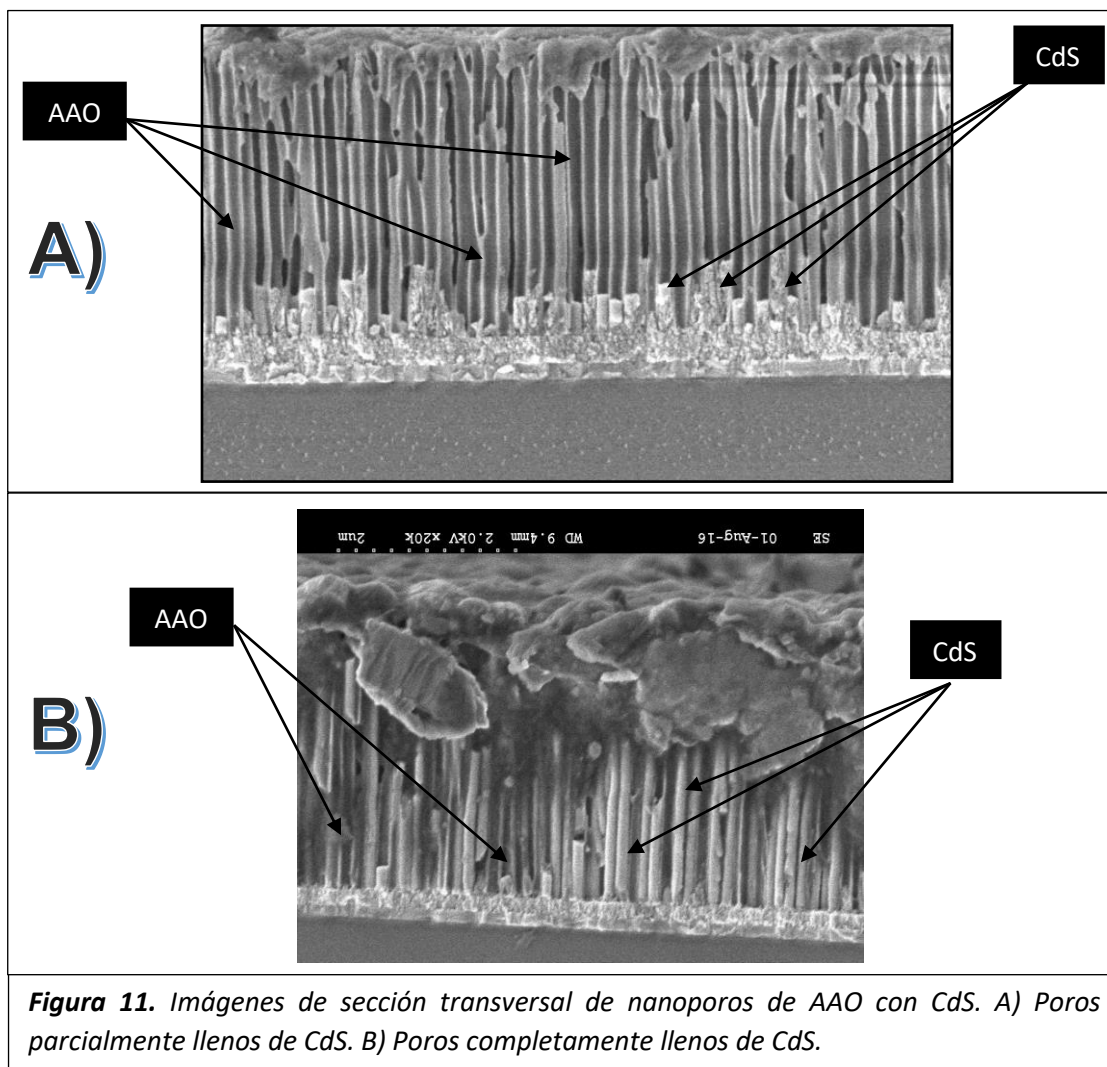 AAO
CdS
A)
2um x20k 2.0kV 9.4mm WD 01-Aug-16 SE
AAO
CdS
B)
Figura 11. Imágenes de sección transversal de nanoporos de AAO con CdS. A) Poros
parcialmente llenos de CdS. B) Poros completamente llenos de CdS.